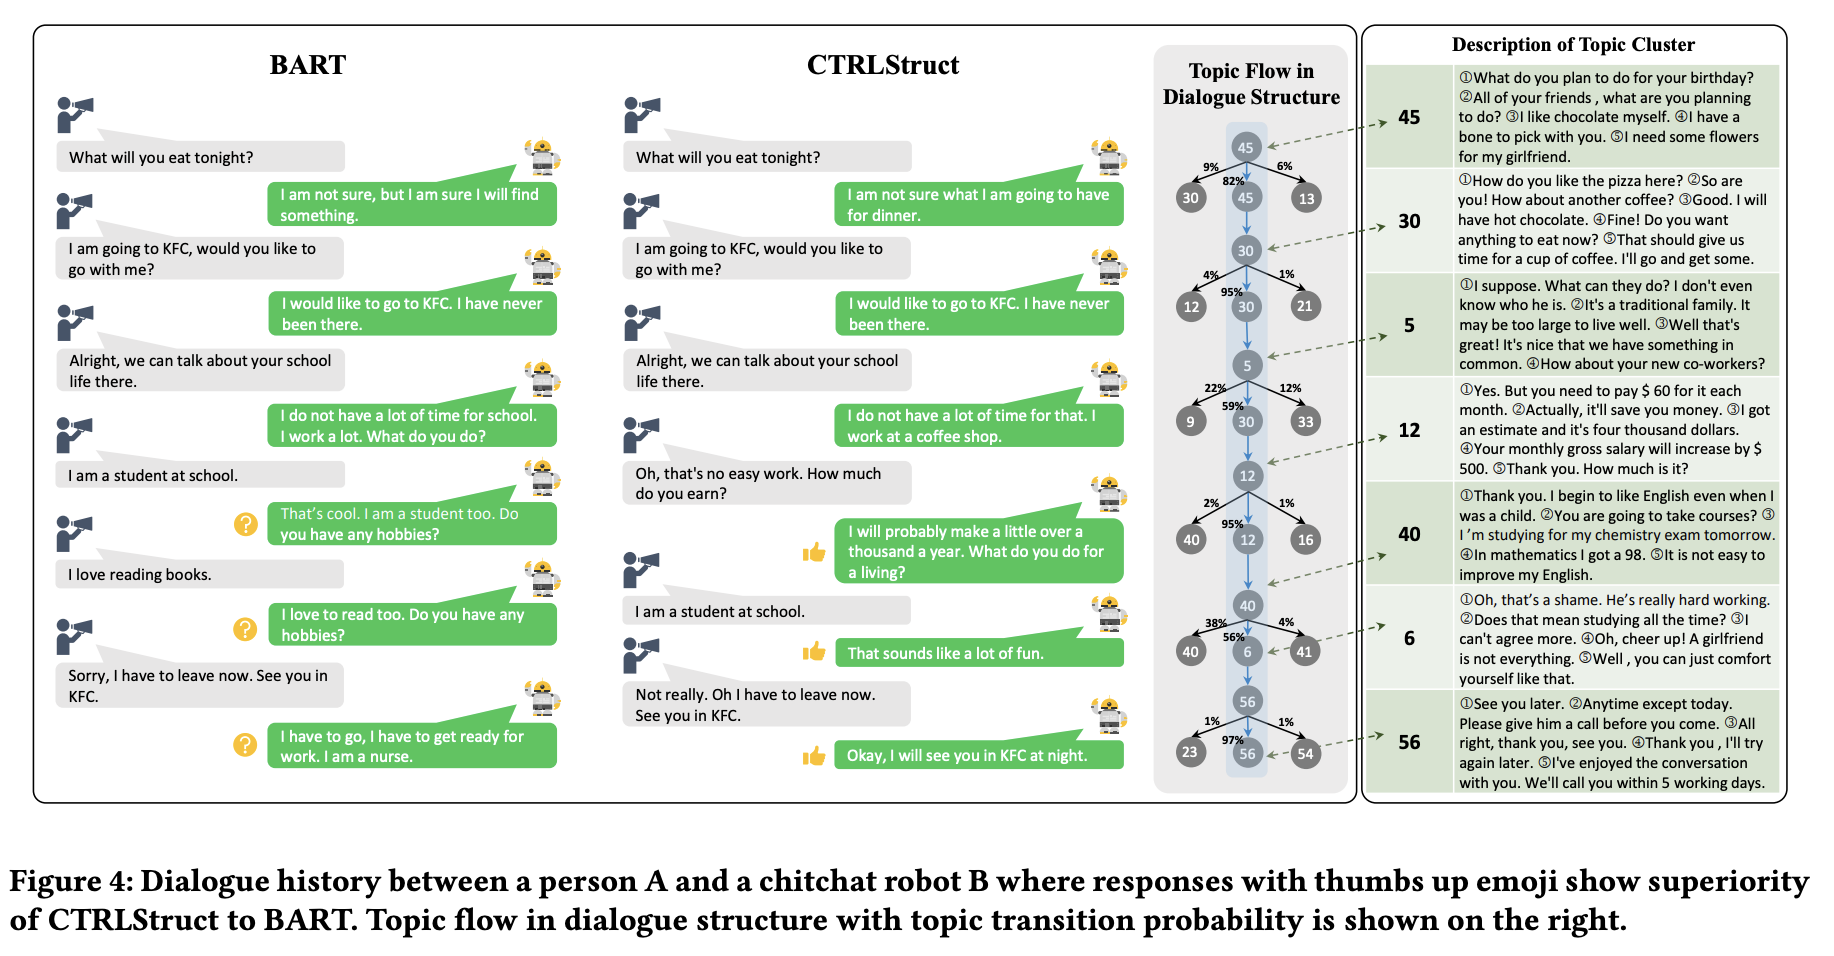 BART
What will you eat tonight?
I am not sure, but I am sure I will find
something.
I am going to KFC, would you like to
go with me?
I would like to go to KFC. I have never
been there.
Alright, we can talk about your school
life there.
I do not have a lot of time for school.
I work a lot. What do you do?
I am a student at school.
?
That's cool. I am a student too. Do
you have any hobbies?
I love reading books.
?
I love to read too. Do you have any
hobbies?
Sorry, I have to leave now. See you in
KFC.
?
I have to go, I have to get ready for
work. I am a nurse.
CTRLStruct
What will you eat tonight?
I am not sure what I am going to have
for dinner.
I am going to KFC, would you like to
go with me?
I would like to go to KFC. I have never
been there.
Alright, we can talk about your school
life there.
I do not have a lot of time for that. I
work at a coffee shop.
Oh, that's no easy work. How much
do you earn?
I will probably make a little over a
thousand a year. What do you do for
a living?
I am a student at school.
That sounds like a lot of fun.
Not really. Oh I have to leave now.
See you in KFC.
Okay, I will see you in KFC at night.
Topic Flow in
Dialogue Structure
45
9% 82% 6%
30 45 13
30
4% 95% 1%
12 30 21
5
22% 59% 12%
9 30 33
12
2% 95% 1%
40 12 16
40
38% 56% 4%
40 6 41
56
1% 97% 1%
23 56 54
Description of Topic Cluster
45
①What do you plan to do for your birthday?
②All of your friends , what are you planning
to do? ③I like chocolate myself. ④I have a
bone to pick with you. ⑤I need some flowers
for my girlfriend.
30
①How do you like the pizza here? ②So are
you! How about another coffee? ③Good. I will
have hot chocolate. ④Fine! Do you want
anything to eat now? ⑤That should give us
time for a cup of coffee. I'll go and get some.
5
①I suppose. What can they do? I don't even
know who he is. ②It's a traditional family. It
may be too large to live well. ③Well that's
great! It's nice that we have something in
common. ④How about your new co-workers?
12
①Yes. But you need to pay $ 60 for it each
month. ②Actually, it'll save you money. ③I got
an estimate and it's four thousand dollars.
④Your monthly gross salary will increase by $
500. ⑤Thank you. How much is it?
40
①Thank you. I begin to like English even when I
was a child. ②You are going to take courses? ③
I 'm studying for my chemistry exam tomorrow.
④In mathematics I got a 98. ⑤It is not easy to
improve my English.
6
①Oh, that's a shame. He's really hard working.
②Does that mean studying all the time? ③I
can't agree more. ④Oh, cheer up! A girlfriend
is not everything. ⑤Well , you can just comfort
yourself like that.
56
①See you later. ②Anytime except today.
Please give him a call before you come. ③All
right, thank you, see you. ④Thank you , I'll try
again later. ⑤I've enjoyed the conversation
with you. We'll call you within 5 working days.
Figure 4: Dialogue history between a person A and a chitchat robot B where responses with thumbs up emoji show superiority
of CTRLStruct to BART. Topic flow in dialogue structure with topic transition probability is shown on the right.